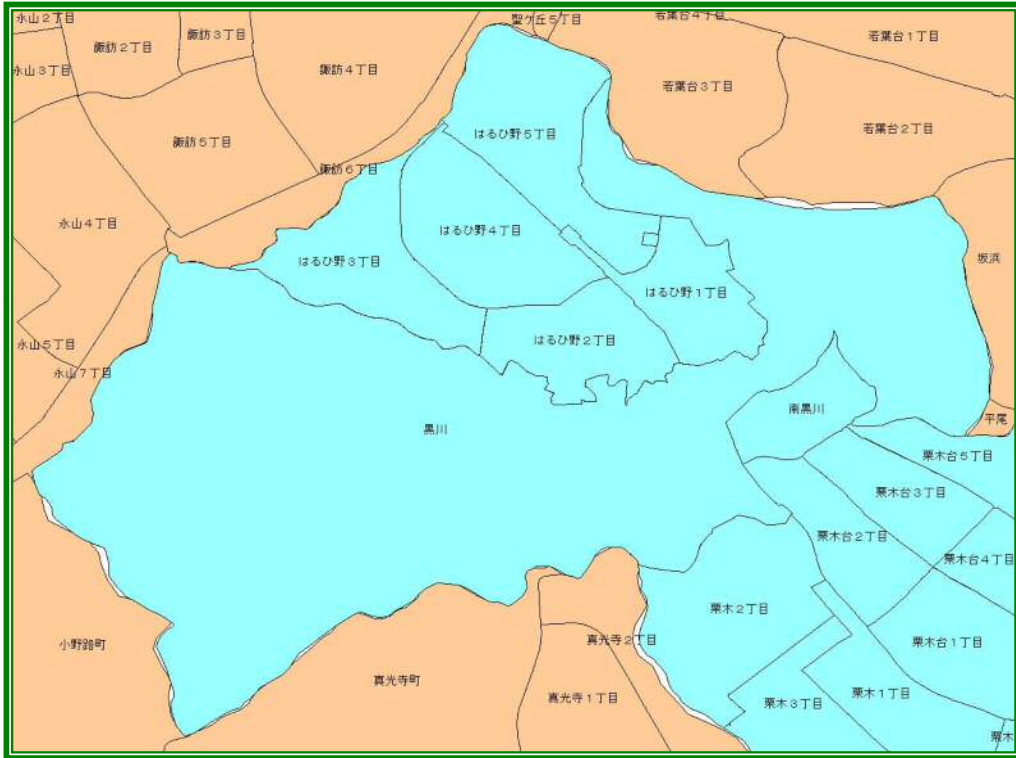 永山２丁目
諏訪２丁目
諏訪３丁目
聖ケ丘５丁目
若葉台４丁目
若葉台１丁目
永山３丁目
諏訪４丁目
若葉台３丁目
諏訪５丁目
はるひ野５丁目
若葉台２丁目
諏訪６丁目
永山４丁目
はるひ野４丁目
はるひ野３丁目
坂浜
はるひ野１丁目
永山５丁目
はるひ野２丁目
永山７丁目
南黒川
平尾
黒川
栗木台５丁目
栗木台３丁目
栗木台２丁目
栗木台４丁目
栗木２丁目
小野路町
真光寺２丁目
栗木台１丁目
真光寺町
真光寺１丁目
栗木１丁目
栗木３丁目
栗木